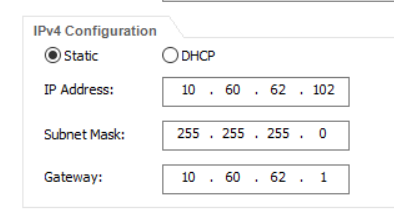 IPv4 Configuration
Static DHCP
IP Address: 10 . 60 . 62 . 102
Subnet Mask: 255 . 255 . 255 . 0
Gateway: 10 . 60 . 62 . 1